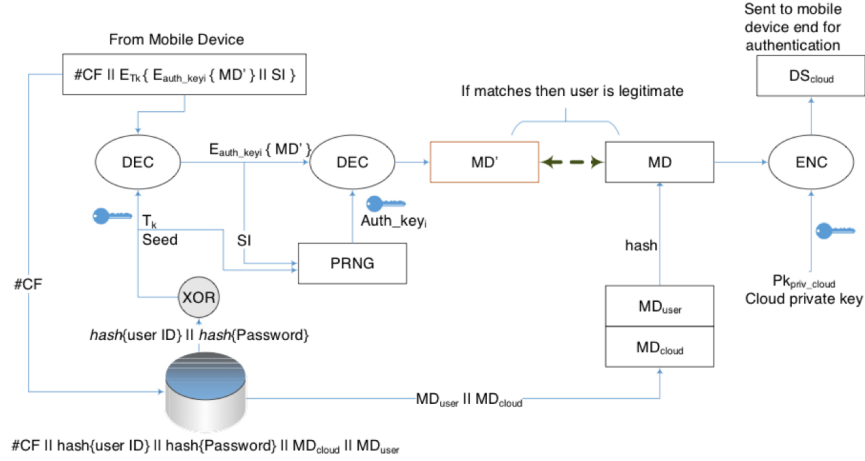 Sent to mobile
device end for
authentication
From Mobile Device
#CF || E_Tk{ E_auth_keyi { MD' } || SI }
DS_cloud
If matches then user is legitimate
E_auth_keyi { MD' }
DEC
DEC
MD'
MD
ENC
T_k
Seed
SI
Auth_key_i
PRNG
hash
#CF
XOR
Pk_priv_cloud
Cloud private key
MD_user
MD_cloud
hash{user ID} || hash{Password}
MD_user || MD_cloud
#CF || hash{user ID} || hash{Password} || MD_cloud || MD_user